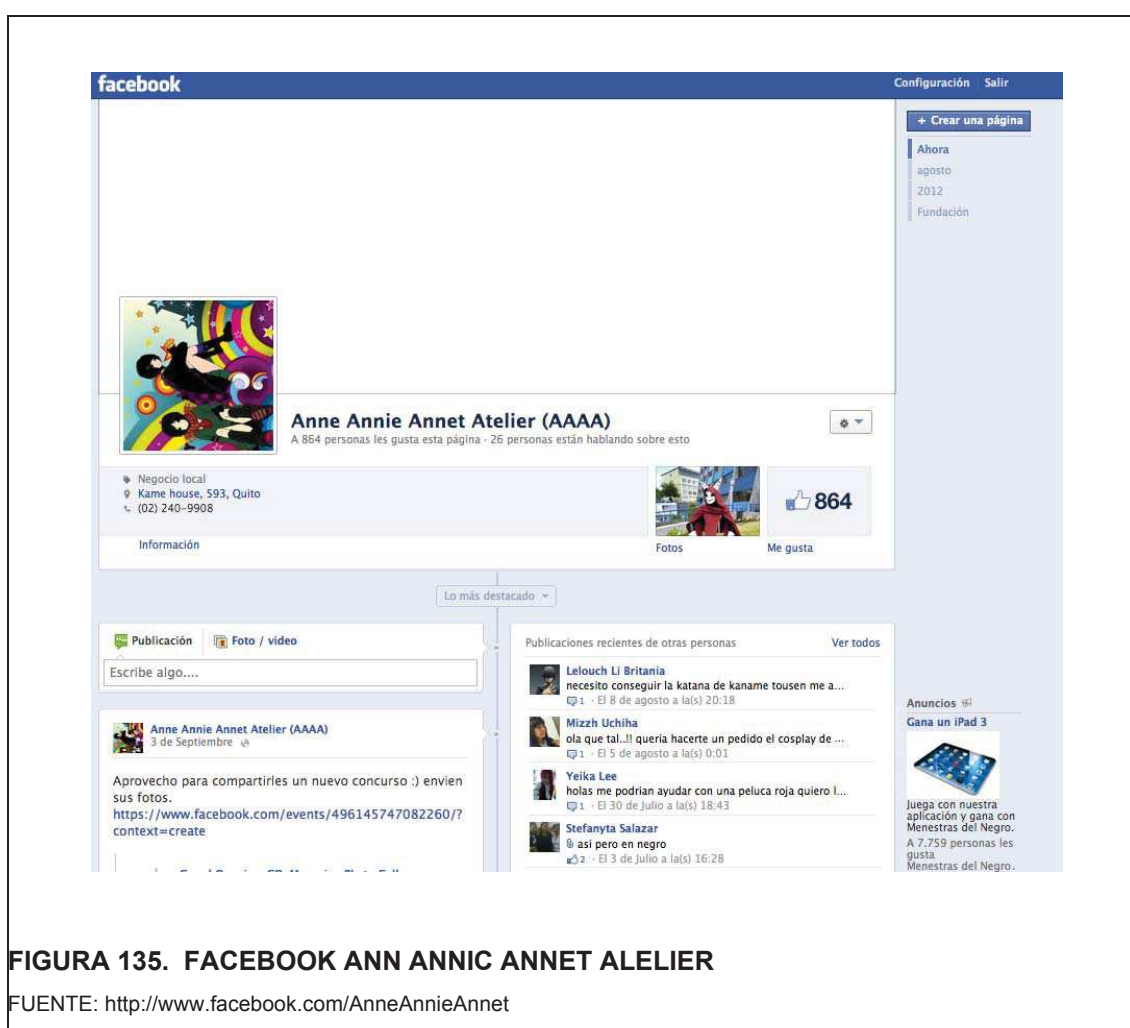 facebook
Configuración Salir
+ Crear una página
Ahora
agosto
2012
Fundación
Anne Annie Annet Atelier (AAAA)
A 864 personas les gusta esta página · 26 personas están hablando sobre esto
Negocio local
Kame house, 593, Quito
(02) 240-9908
Información
864
Fotos
Me gusta
Lo más destacado
Publicación Foto / video
Escribe algo....
Anne Annie Annet Atelier (AAAA)
3 de Septiembre
Aprovecho para compartirles un nuevo concurso :) envien
sus fotos.
https://www.facebook.com/events/496145747082260/?
context=create
Publicaciones recientes de otras personas Ver todos
Lelouch Li Britania
necesito conseguir la katana de kaname tousen me a...
1 · El 8 de agosto a la(s) 20:18
Mizzh Uchiha
ola que tal..!! queria hacerte un pedido el cosplay de ...
1 · El 5 de agosto a la(s) 0:01
Yeika Lee
holas me podrian ayudar con una peluca roja quiero l...
1 · El 30 de Julio a la(s) 18:43
Stefanyta Salazar
asi pero en negro
2 · El 3 de Julio a la(s) 16:28
Anuncios
Gana un iPad 3
Juega con nuestra
aplicación y gana con
Menestras del Negro.
A 7.759 personas les
gusta
Menestras del Negro.
FIGURA 135. FACEBOOK ANN ANNIC ANNET ALELIER
FUENTE: http://www.facebook.com/AnneAnnieAnnet